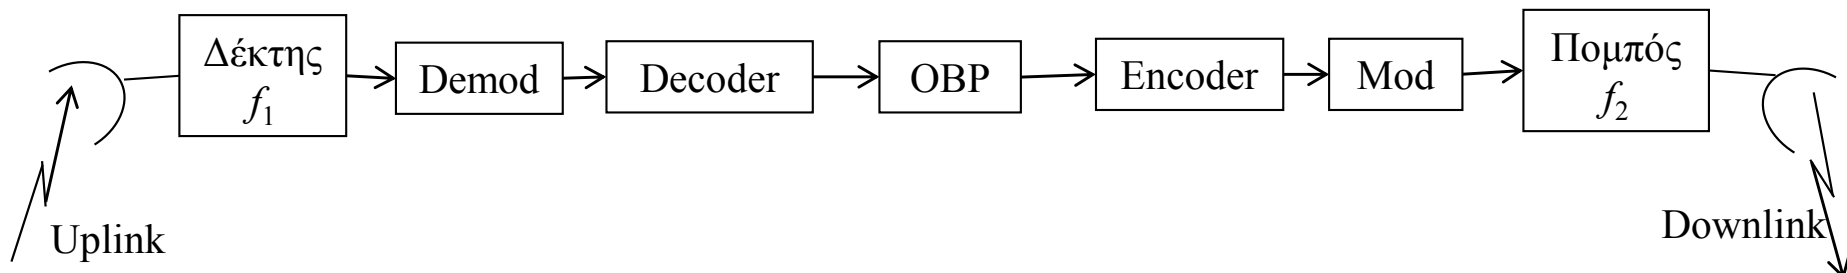 Δέκτης
f₁
Demod
Decoder
OBP
Encoder
Mod
Πομπός
f₂
Uplink
Downlink